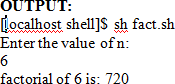 OUTPUT:
[localhost shell]$ sh fact.sh
Enter the value of n:
6
factorial of 6 is: 720